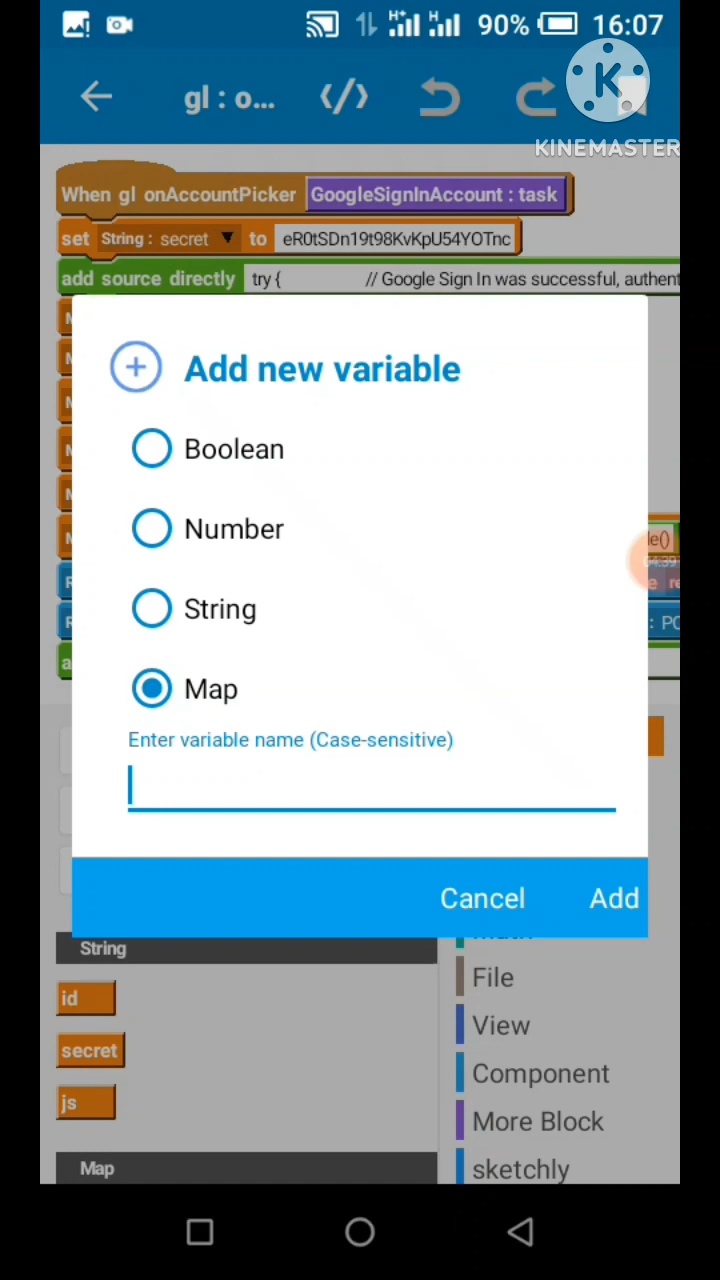 H+ H 90% 16:07
gl : o... </>
K
KINEMASTER
When gl onAccountPicker GoogleSignInAccount : task
set String : secret to eR0tSDn19t98KvKpU54YOTnc
add source directly try { // Google Sign In was successful, authent
Add new variable
Boolean
Number
String
Map
Enter variable name (Case-sensitive)
Cancel Add
String
id
secret
js
Map
File
View
Component
More Block
sketchly